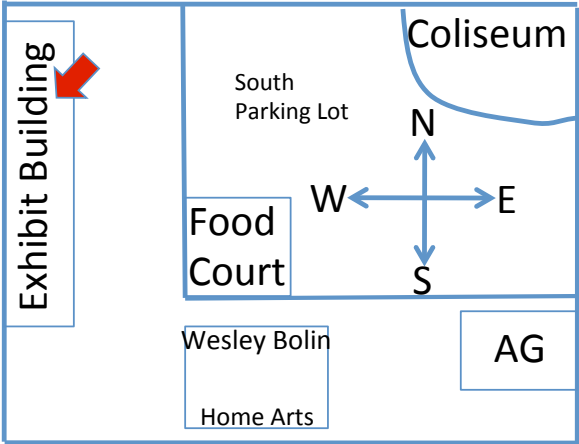 Exhibit Building
Coliseum
South
Parking Lot
N
W
E
S
Food
Court
Wesley Bolin
Home Arts
AG